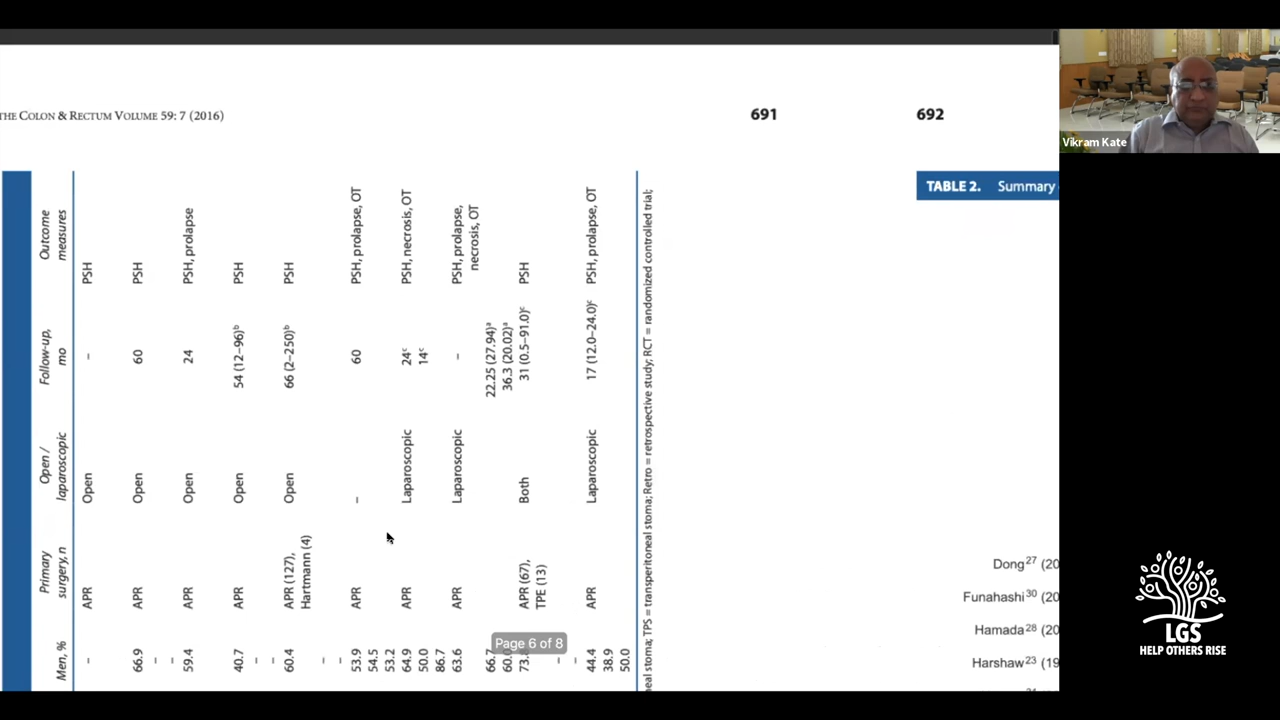 THE COLON & RECTUM VOLUME 59: 7 (2016)
691
692
Vikram Kate
TABLE 2. Summary
Outcome
measures
PSH
PSH
PSH, prolapse
PSH
PSH
PSH, prolapse, OT
PSH, necrosis, OT
PSH, prolapse,
necrosis, OT
PSH
PSH, prolapse, OT
Follow-up,
mo
–
60
24
54 (12–96)b
66 (2–250)b
60
24c
14c
–
22.25 (27.94)a
36.3 (20.02)a
31 (0.5–91.0)c
17 (12.0–24.0)c
Open /
laparoscopic
Open
Open
Open
Open
Open
–
Laparoscopic
Laparoscopic
Both
Laparoscopic
Primary
surgery, n
APR
APR
APR
APR
APR (127),
Hartmann (4)
APR
APR
APR
APR (67),
TPE (13)
APR
Men, %
–
66.9
–
–
59.4
40.7
–
–
60.4
–
–
53.9
54.5
53.2
64.9
50.0
86.7
63.6
66.7
60.
73.
–
–
44.4
38.9
50.0
neal stoma; TPS = transperitoneal stoma; Retro = retrospective study; RCT = randomized controlled trial;
Page 6 of 8
Dong27 (20
Funahashi30 (20
Hamada28 (20
Harshaw23 (19
LGS
HELP OTHERS RISE